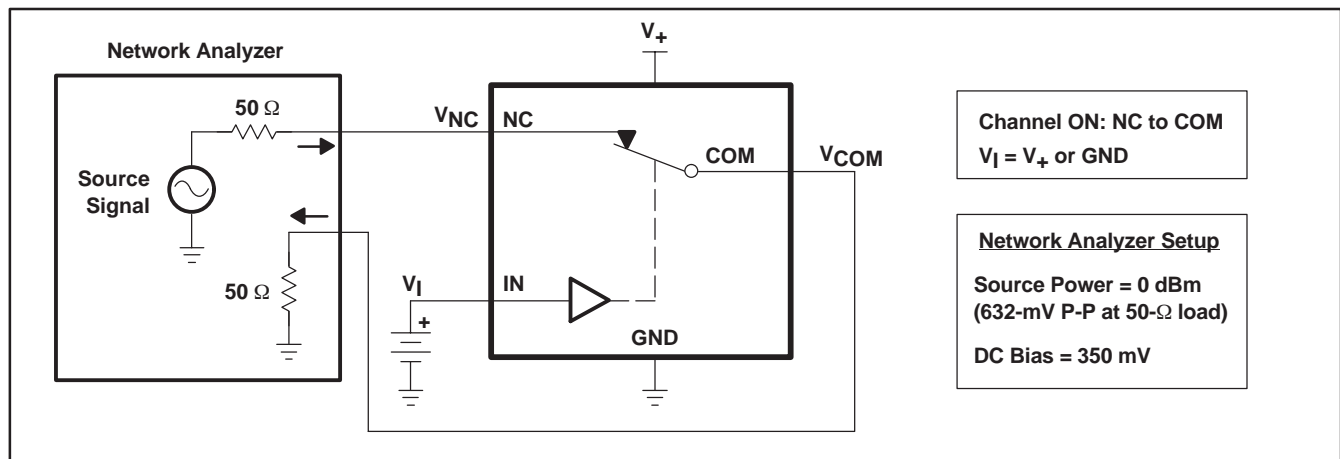 Network Analyzer
50 Ω
Source
Signal
50 Ω
V+
VNC
NC
COM
VCOM
VI
IN
+
GND
Channel ON: NC to COM
VI = V+ or GND
Network Analyzer Setup
Source Power = 0 dBm
(632-mV P-P at 50-Ω load)
DC Bias = 350 mV